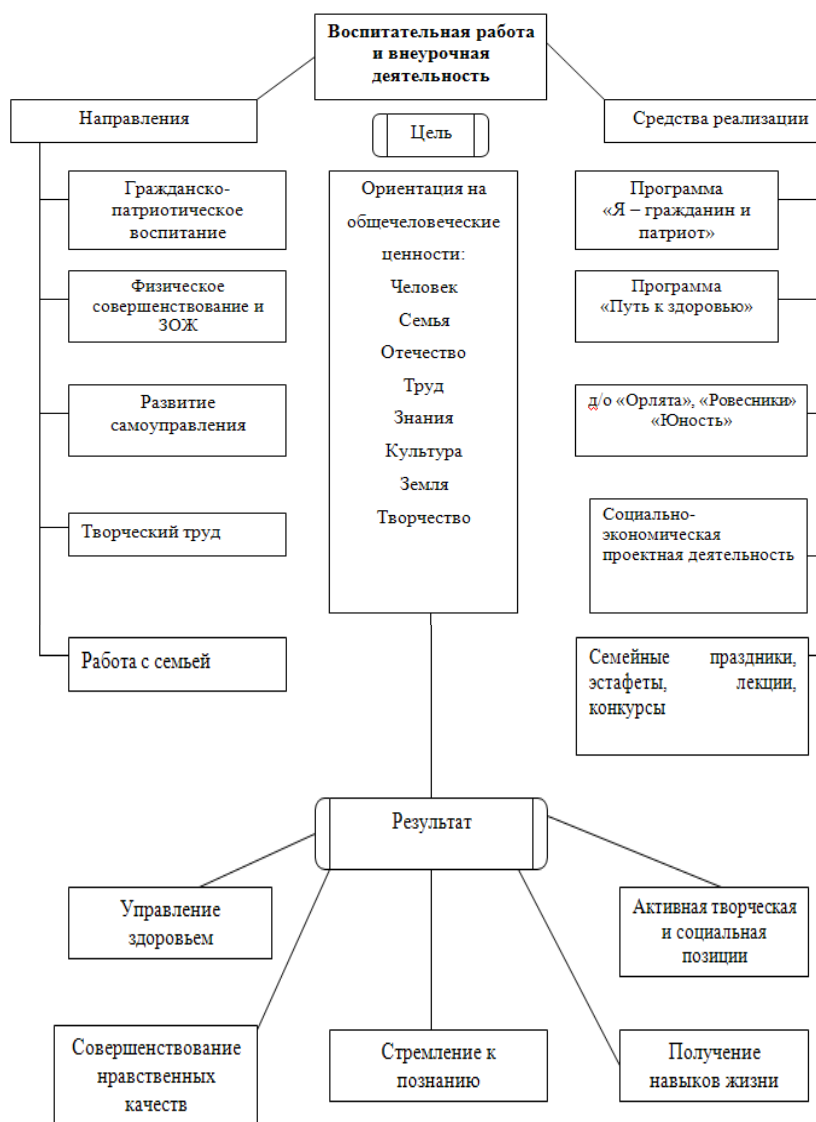 Воспитательная работа
и внеурочная
деятельность
Направления
Цель
Средства реализации
Гражданско-
патриотическое
воспитание
Ориентация на
общечеловеческие
ценности:
Человек
Семья
Отечество
Труд
Знания
Культура
Земля
Творчество
Программа
«Я – гражданин и
патриот»
Физическое
совершенствование и
ЗОЖ
Программа
«Путь к здоровью»
Развитие
самоуправления
д/о «Орлята», «Ровесники»
«Юность»
Творческий труд
Социально-
экономическая
проектная деятельность
Работа с семьей
Семейные праздники,
эстафеты, лекции,
конкурсы
Результат
Управление
здоровьем
Активная творческая
и социальная
позиции
Совершенствование
нравственных
качеств
Стремление к
познанию
Получение
навыков жизни